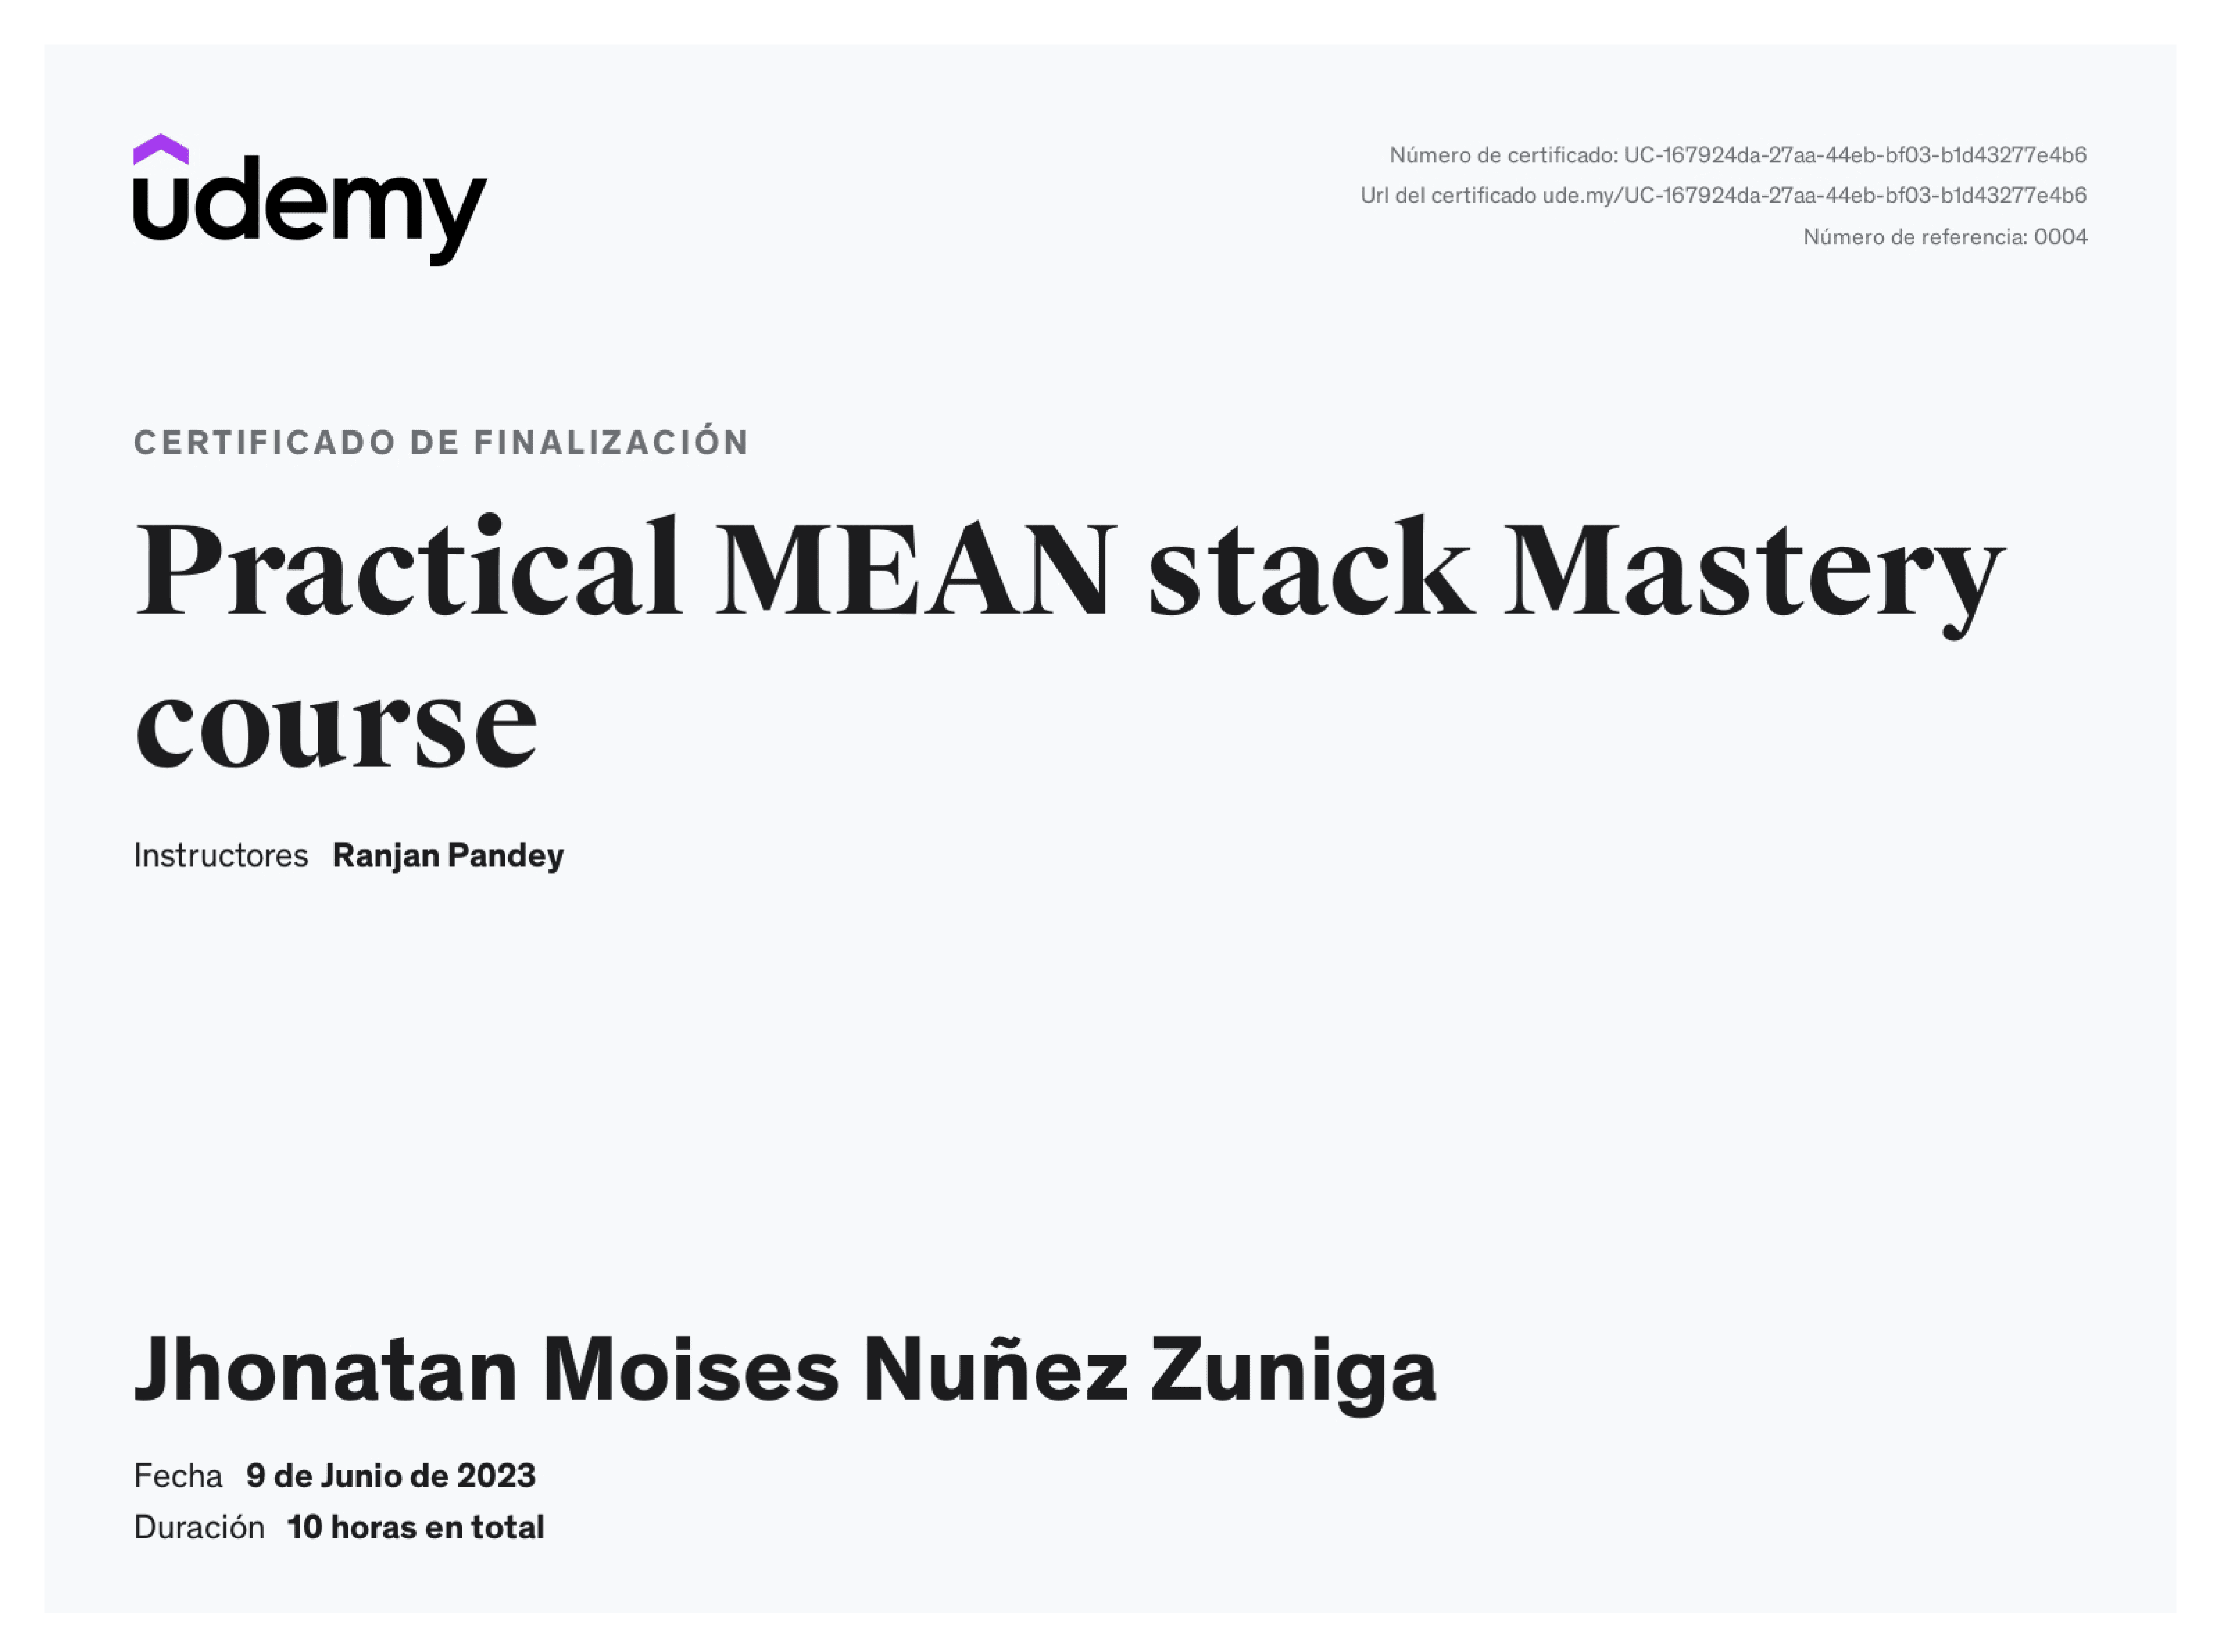 udemy
Número de certificado: UC-167924da-27aa-44eb-bf03-b1d43277e4b6
Url del certificado ude.my/UC-167924da-27aa-44eb-bf03-b1d43277e4b6
Número de referencia: 0004
CERTIFICADO DE FINALIZACIÓN
Practical MEAN stack Mastery
course
Instructores Ranjan Pandey
Jhonatan Moises Nuñez Zuniga
Fecha 9 de Junio de 2023
Duración 10 horas en total